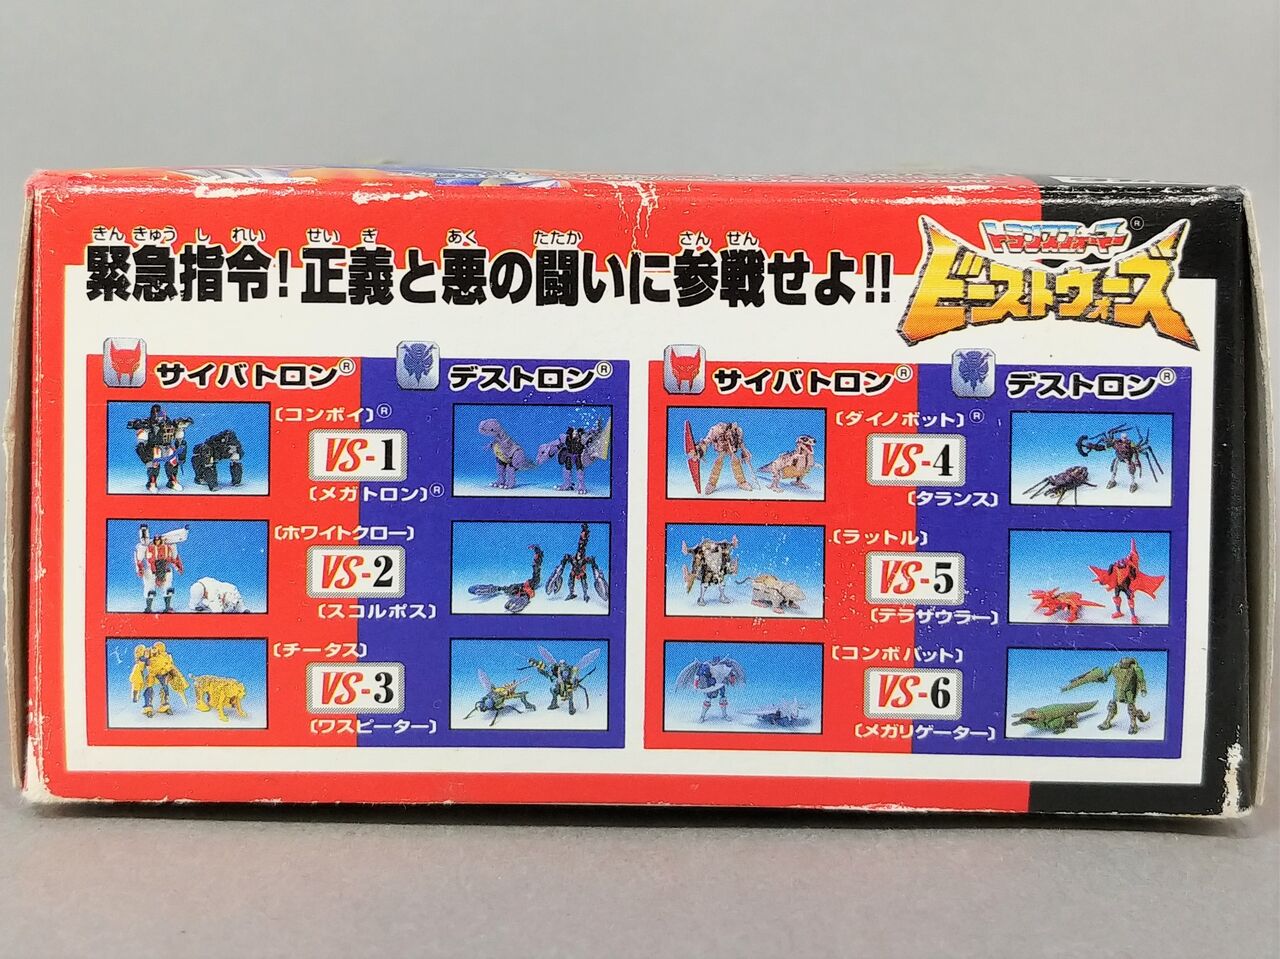 きんきゅうしれい せいぎ あく たたか さんせん
緊急指令!正義と悪の闘いに参戦せよ!!
トランスフォーマー®
ビーストウォーズ
サイバトロン® デストロン®
〔コンボイ〕®
VS-1
〔メガトロン〕®
〔ホワイトクロー〕
VS-2
〔スコルポス〕
〔チータス〕
VS-3
〔ワスピーター〕
サイバトロン® デストロン®
〔ダイノボット〕®
VS-4
〔タランス〕
〔ラットル〕
VS-5
〔テラザウラー〕
〔コンボバット〕
VS-6
〔メガリゲーター〕